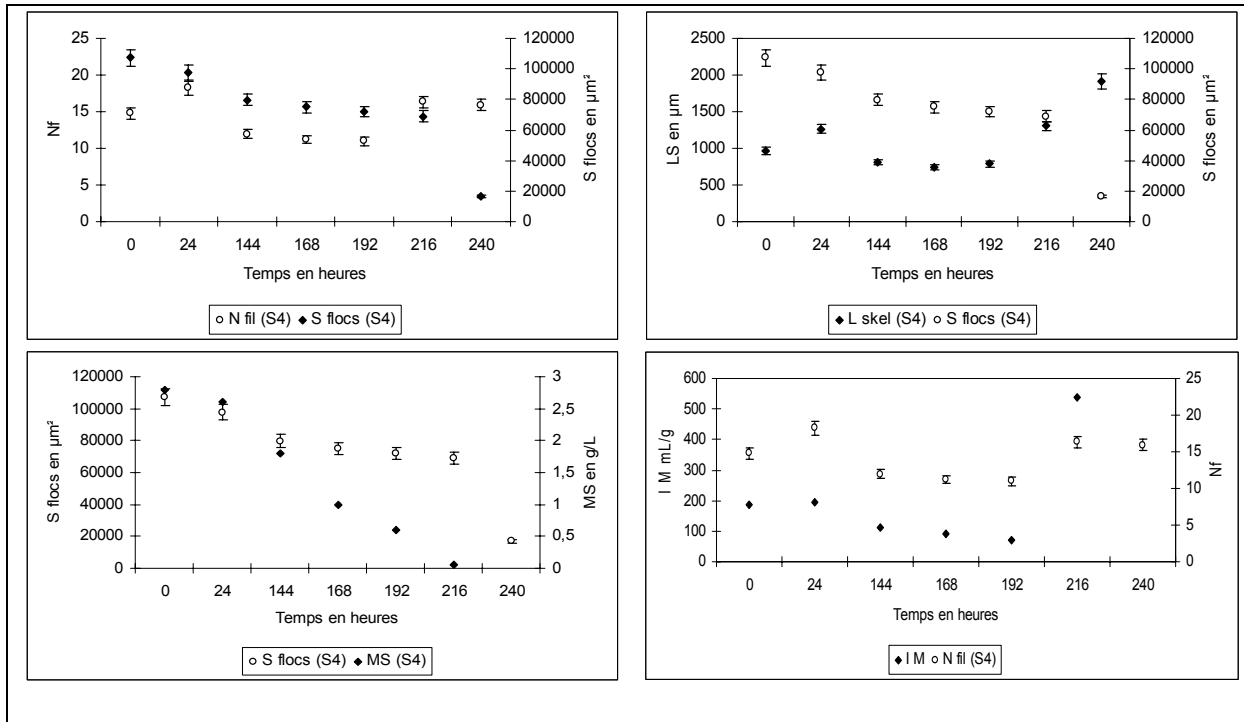 Nf
25
20
15
10
5
0
120000
100000
80000
60000
40000
20000
0
S flocs en µm²
0 24 144 168 192 216 240
Temps en heures
N fil (S4) S flocs (S4)
LS en µm
2500
2000
1500
1000
500
0
120000
100000
80000
60000
40000
20000
0
S flocs en µm²
0 24 144 168 192 216 240
Temps en heures
L skel (S4) S flocs (S4)
S flocs en µm²
120000
100000
80000
60000
40000
20000
0
3
2,5
2
1,5
1
0,5
0
MS en g/L
0 24 144 168 192 216 240
Temps en heures
S flocs (S4) MS (S4)
I M mL/g
600
500
400
300
200
100
0
25
20
15
10
5
0
Nf
0 24 144 168 192 216 240
Temps en heures
I M N fil (S4)